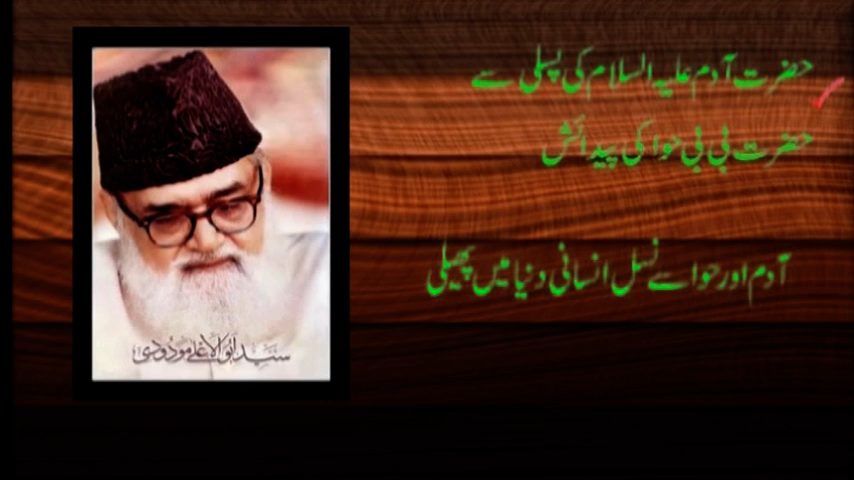 حضرت آدم علیہ السلام کی پسلی سے
حضرت بی بی حوا کی پیدائش
آدم اور حوا سے نسل انسانی دنیا میں پھیلی
سید ابوالاعلیٰ مودودی